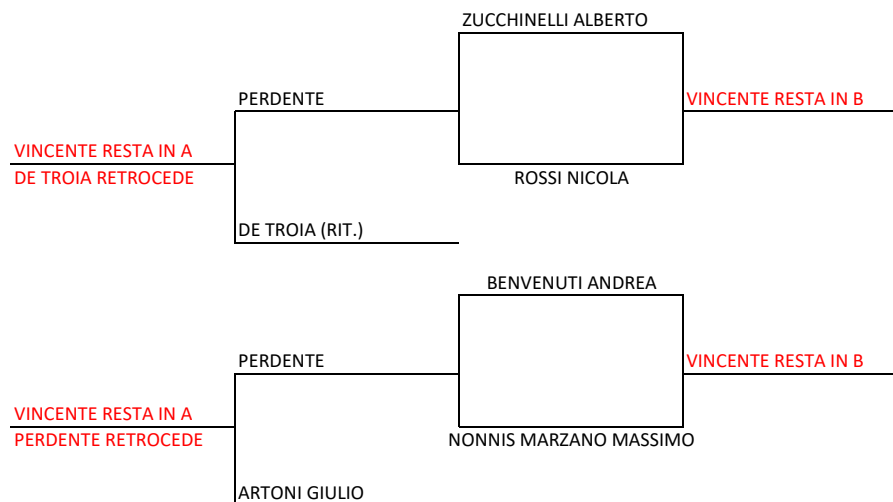 ZUCCHINELLI ALBERTO
PERDENTE
VINCENTE RESTA IN B
VINCENTE RESTA IN A
DE TROIA RETROCEDE
ROSSI NICOLA
DE TROIA (RIT.)
BENVENUTI ANDREA
PERDENTE
VINCENTE RESTA IN B
VINCENTE RESTA IN A
PERDENTE RETROCEDE
NONNIS MARZANO MASSIMO
ARTONI GIULIO